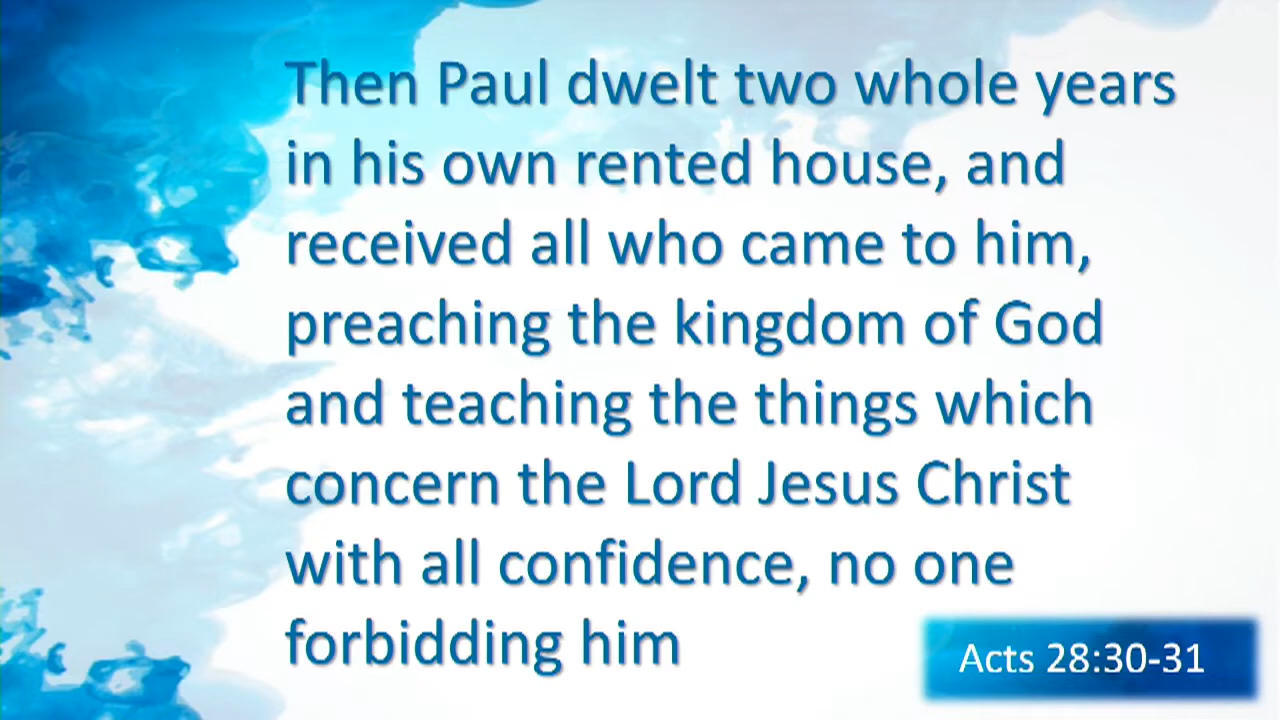 Then Paul dwelt two whole years
in his own rented house, and
received all who came to him,
preaching the kingdom of God
and teaching the things which
concern the Lord Jesus Christ
with all confidence, no one
forbidding him
Acts 28:30-31